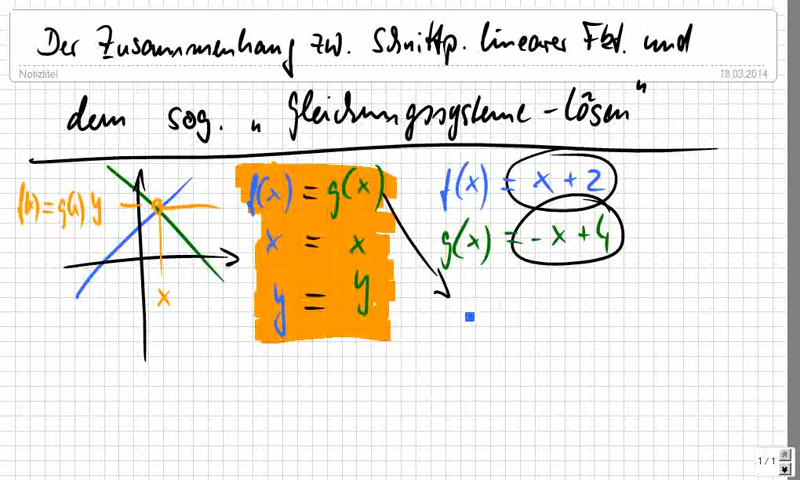 Der Zusammenhang zw. Schnittp. linearer Fkt. und
Notiztitel
18.03.2014
dem sog. „Gleichungssysteme-lösen"
f(x) = g(x) y
x
f(x) = g(x)
x = x
y = y
f(x) = x + 2
g(x) = -x + 4
1/1